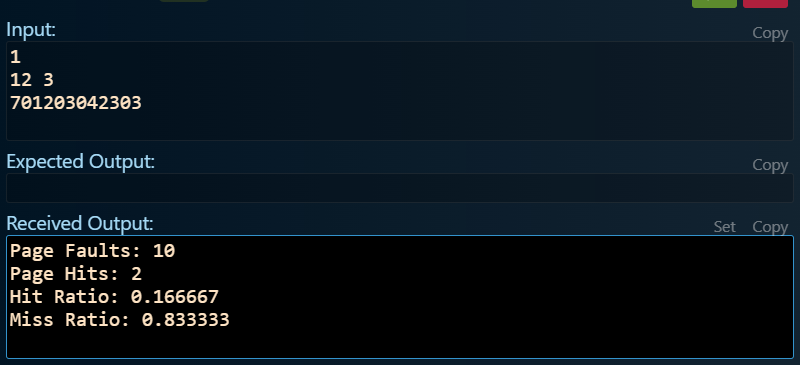 Input:
Copy
1
12 3
701203042303
Expected Output:
Copy
Received Output:
Set Copy
Page Faults: 10
Page Hits: 2
Hit Ratio: 0.166667
Miss Ratio: 0.833333